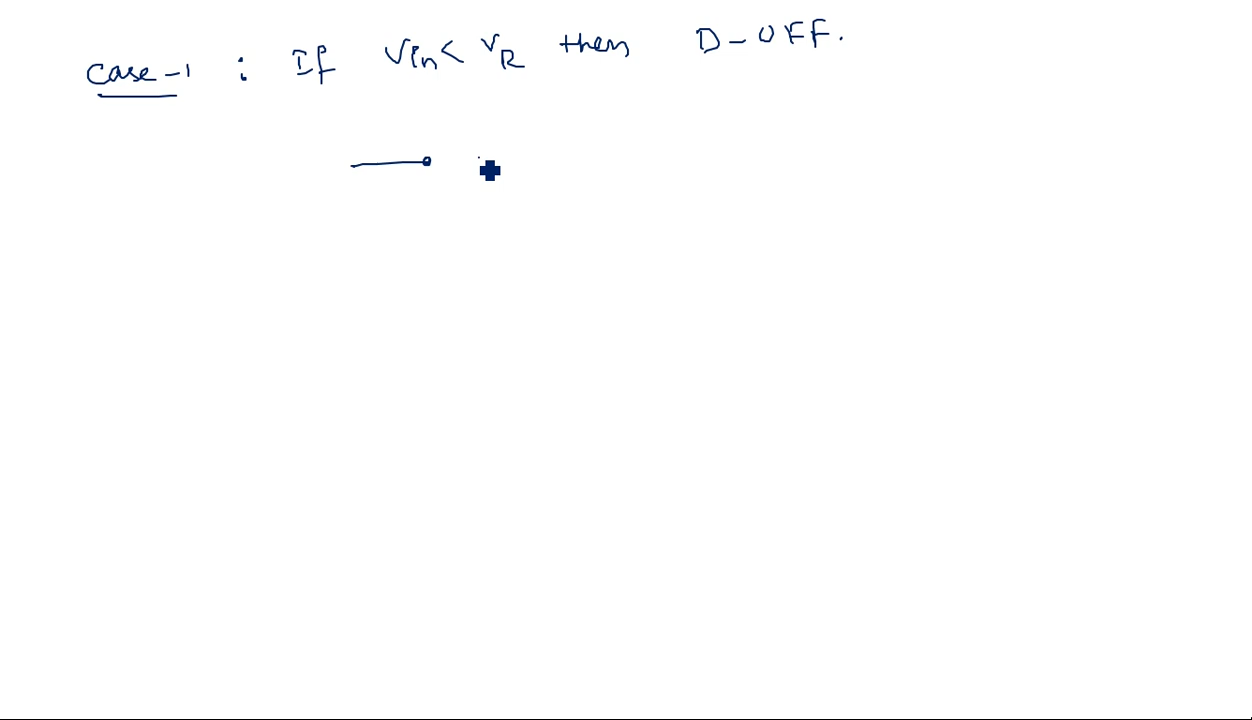 Case-1 : If Vin < VR then D-OFF.